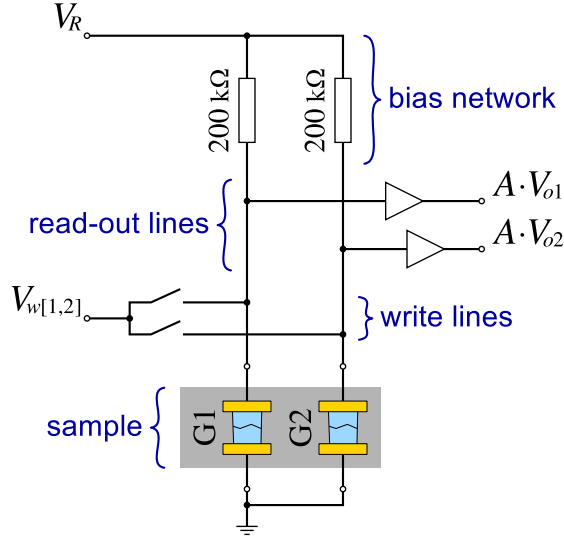 V_R
200 kΩ
200 kΩ
bias network
A·V_o1
read-out lines
A·V_o2
V_w[1,2]
write lines
sample
G1
G2